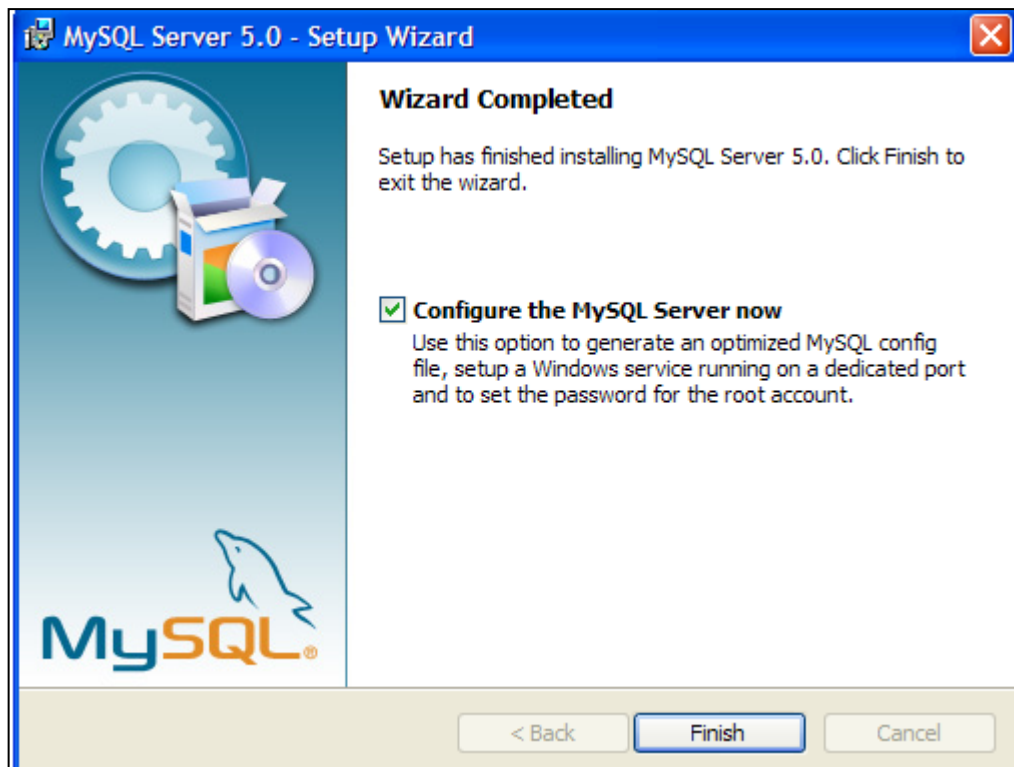 MySQL Server 5.0 - Setup Wizard
Wizard Completed
Setup has finished installing MySQL Server 5.0. Click Finish to
exit the wizard.
Configure the MySQL Server now
Use this option to generate an optimized MySQL config
file, setup a Windows service running on a dedicated port
and to set the password for the root account.
MySQL®
< Back
Finish
Cancel